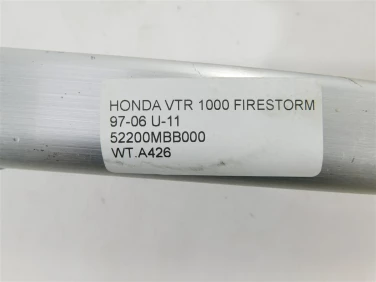 HONDA VTR 1000 FIRESTORM
97-06 U-11
52200MBB000
WT.A426